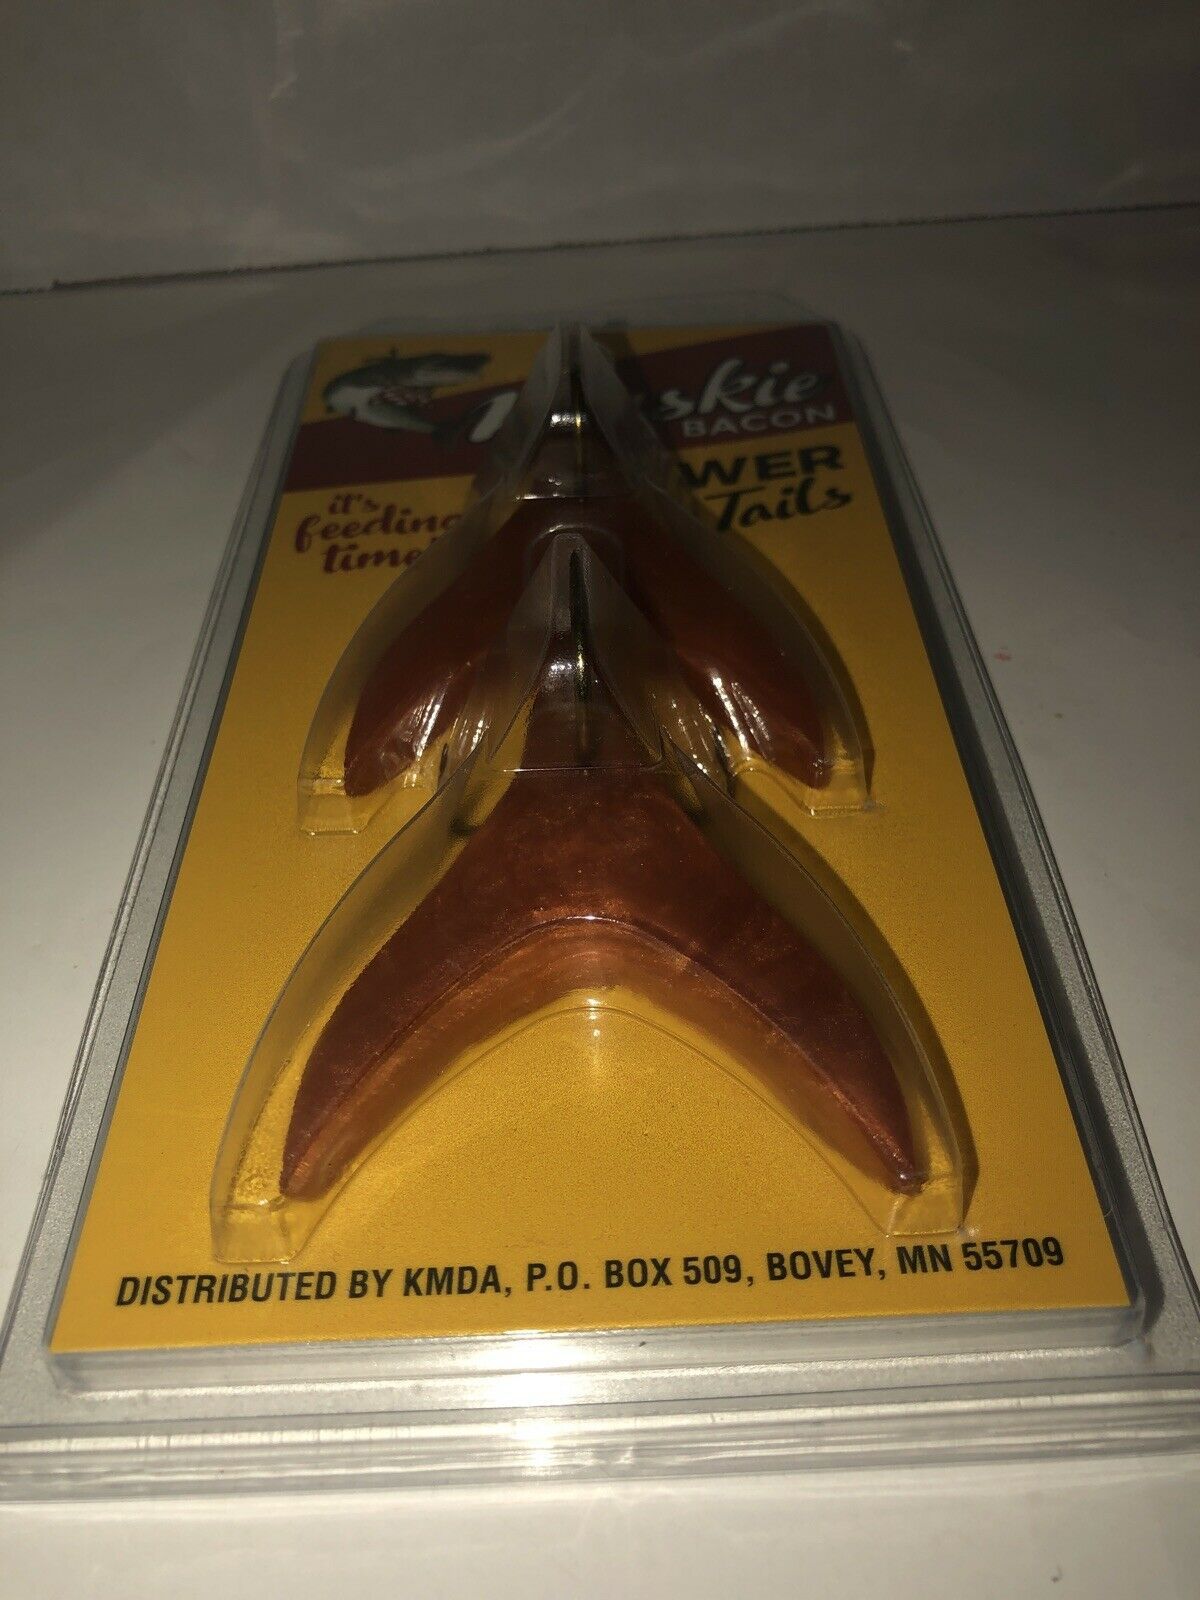 skie
BACON
WER
Tails
it's
feeding
time!
DISTRIBUTED BY KMDA, P.O. BOX 509, BOVEY, MN 55709